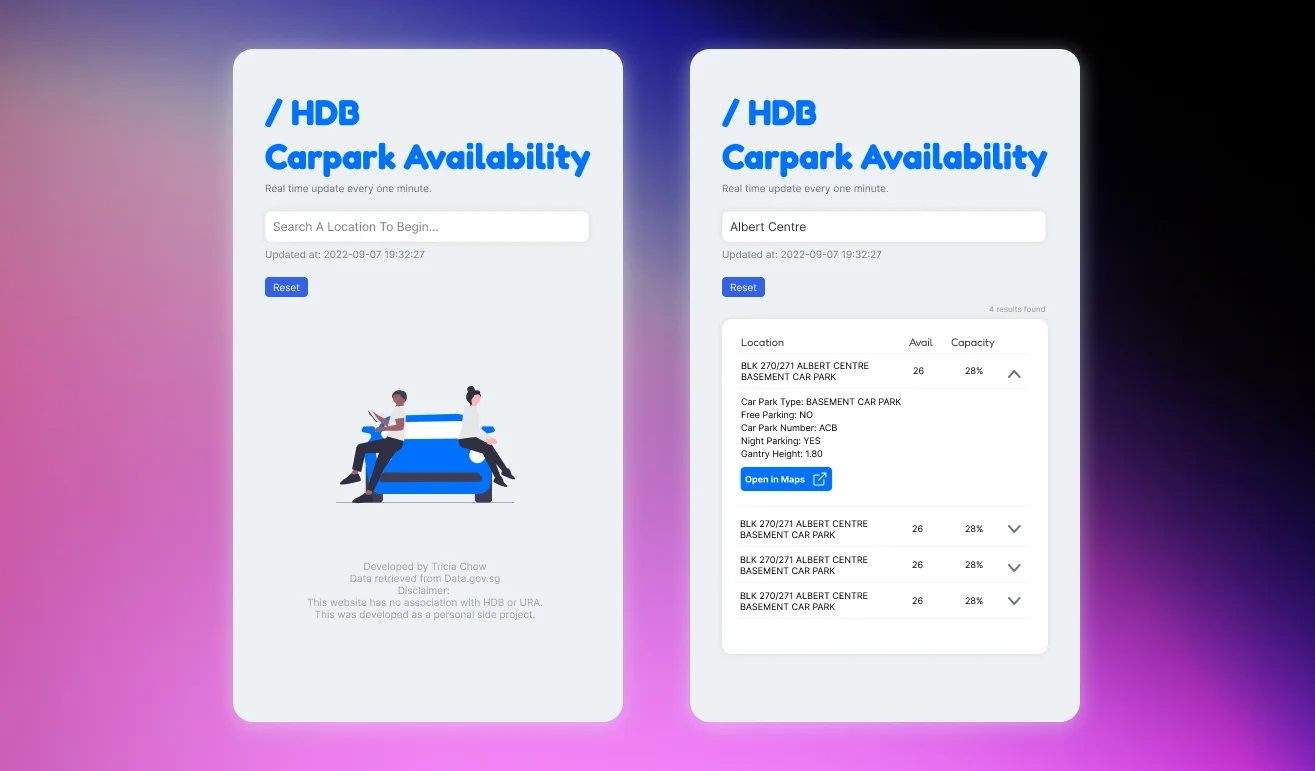 / HDB
Carpark Availability
Real time update every one minute.
Search A Location To Begin...
Updated at: 2022-09-07 19:32:27
Reset
Developed by Tricia Chow
Data retrieved from Data.gov.sg
Disclaimer:
This website has no association with HDB or URA.
This was developed as a personal side project.
/ HDB
Carpark Availability
Real time update every one minute.
Albert Centre
Updated at: 2022-09-07 19:32:27
Reset
4 results found
Location Avail Capacity
BLK 270/271 ALBERT CENTRE
BASEMENT CAR PARK 26 28%
Car Park Type: BASEMENT CAR PARK
Free Parking: NO
Car Park Number: ACB
Night Parking: YES
Gantry Height: 1.80
Open in Maps
BLK 270/271 ALBERT CENTRE
BASEMENT CAR PARK 26 28%
BLK 270/271 ALBERT CENTRE
BASEMENT CAR PARK 26 28%
BLK 270/271 ALBERT CENTRE
BASEMENT CAR PARK 26 28%